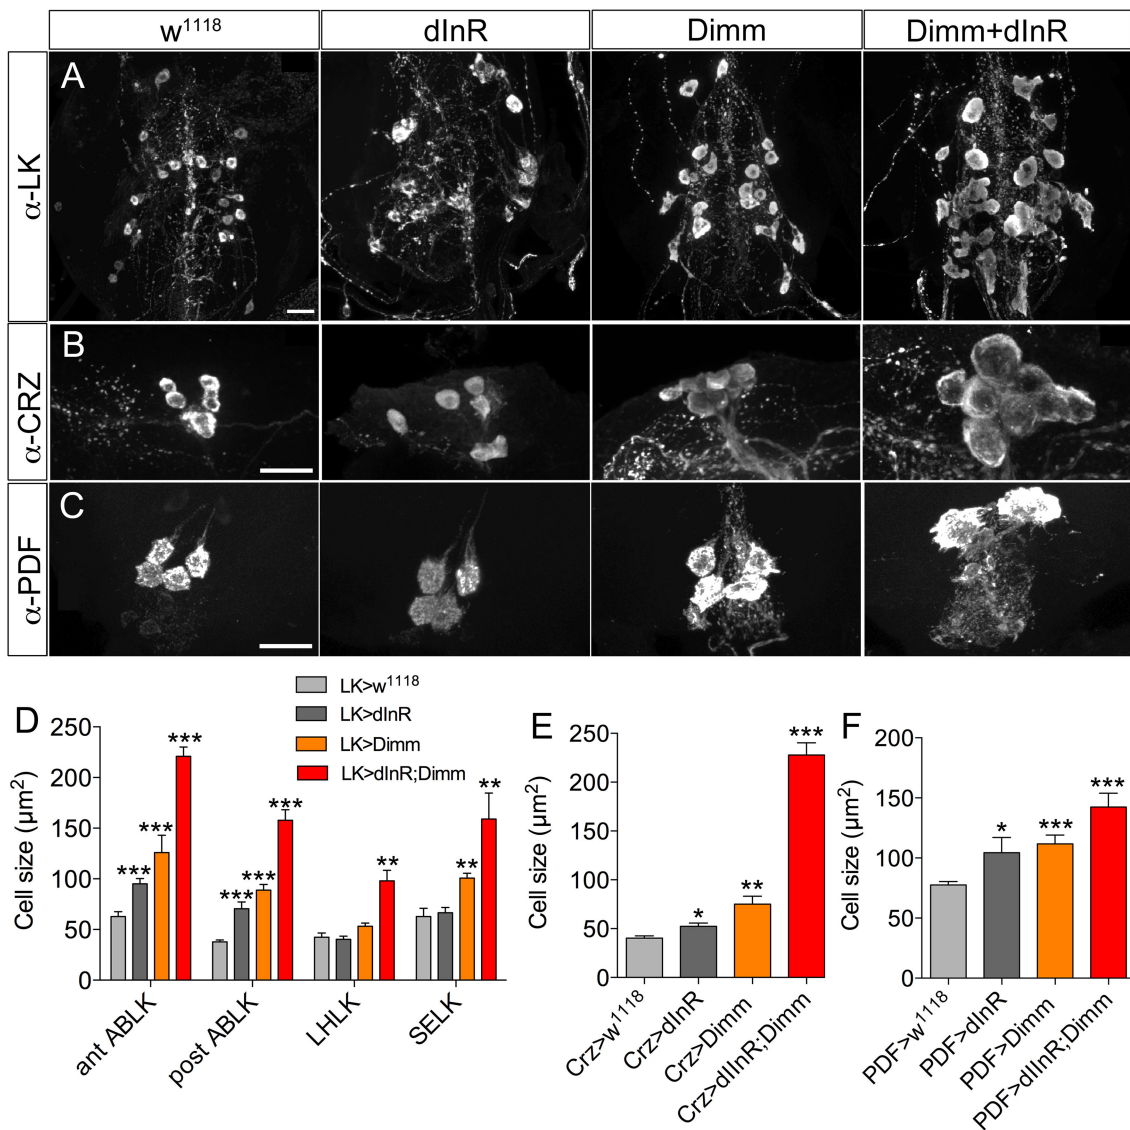 w1118 dInR Dimm Dimm+dInR
α-LK
A
α-CRZ
B
α-PDF
C
D
LK>w1118
LK>dInR
LK>Dimm
LK>dInR;Dimm
Cell size (µm2)
250
200
150
100
50
0
*** *** ***
*** *** ***
**
** **
ant ABLK post ABLK LHLK SELK
E
Cell size (µm2)
250
200
150
100
50
0
* ** ***
Crz>w1118 Crz>dInR Crz>Dimm Crz>dIInR;Dimm
F
Cell size (µm2)
200
150
100
50
0
* *** ***
PDF>w1118 PDF>dInR PDF>Dimm PDF>dIInR;Dimm